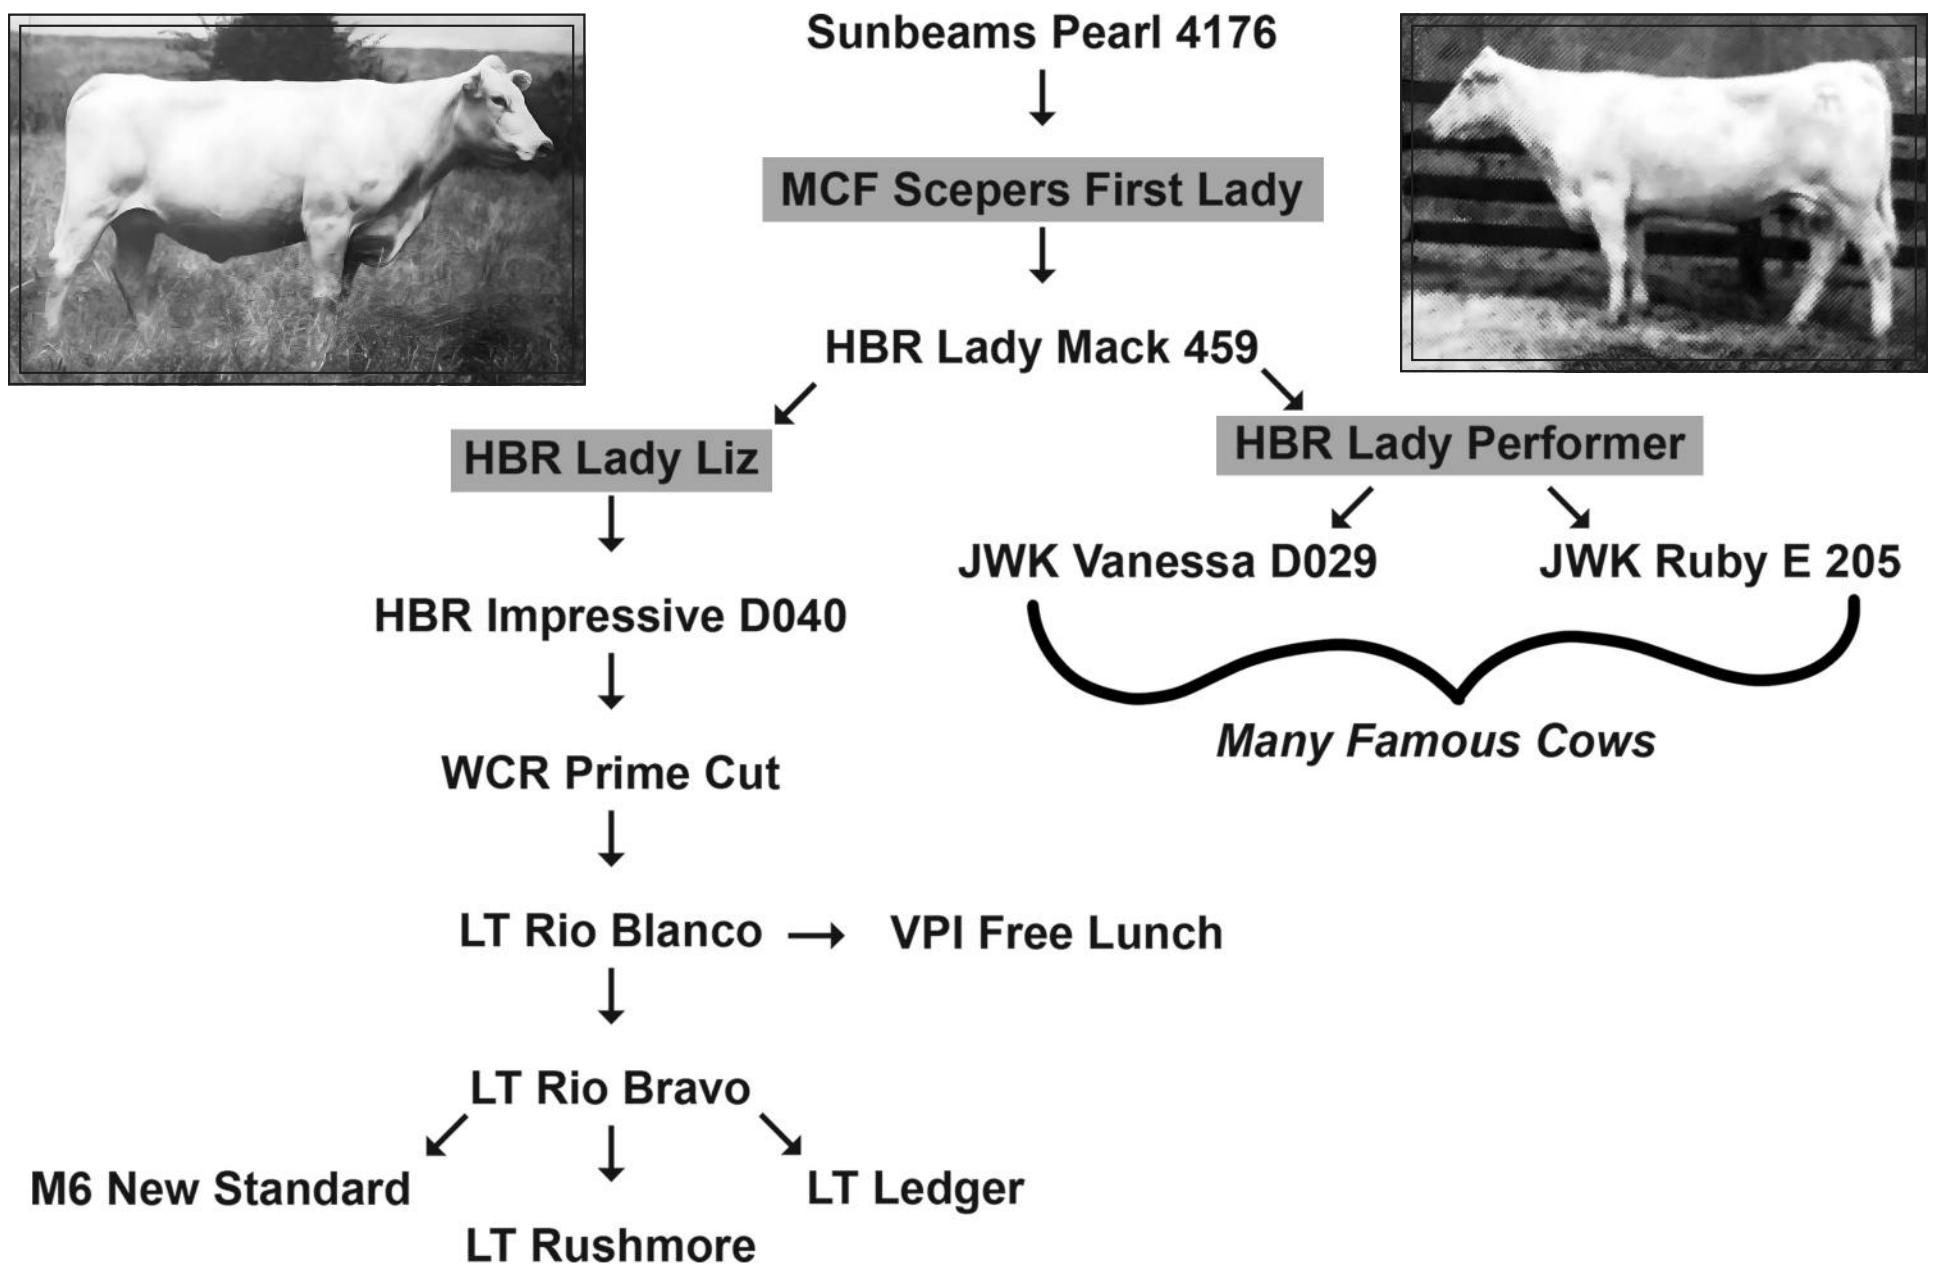 Sunbeams Pearl 4176
MCF Scepers First Lady
HBR Lady Mack 459
HBR Lady Liz
HBR Lady Performer
JWK Vanessa D029
JWK Ruby E 205
HBR Impressive D040
Many Famous Cows
WCR Prime Cut
LT Rio Blanco
VPI Free Lunch
LT Rio Bravo
M6 New Standard
LT Ledger
LT Rushmore